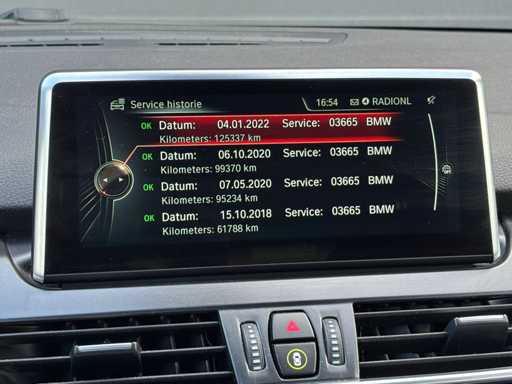 Service historie
16:54
RADIONL
OK Datum: 04.01.2022 Service: 03665 BMW
Kilometers: 125337 km
OK Datum: 06.10.2020 Service: 03665 BMW
Kilometers: 99370 km
OK Datum: 07.05.2020 Service: 03665 BMW
Kilometers: 95234 km
OK Datum: 15.10.2018 Service: 03665 BMW
Kilometers: 61788 km